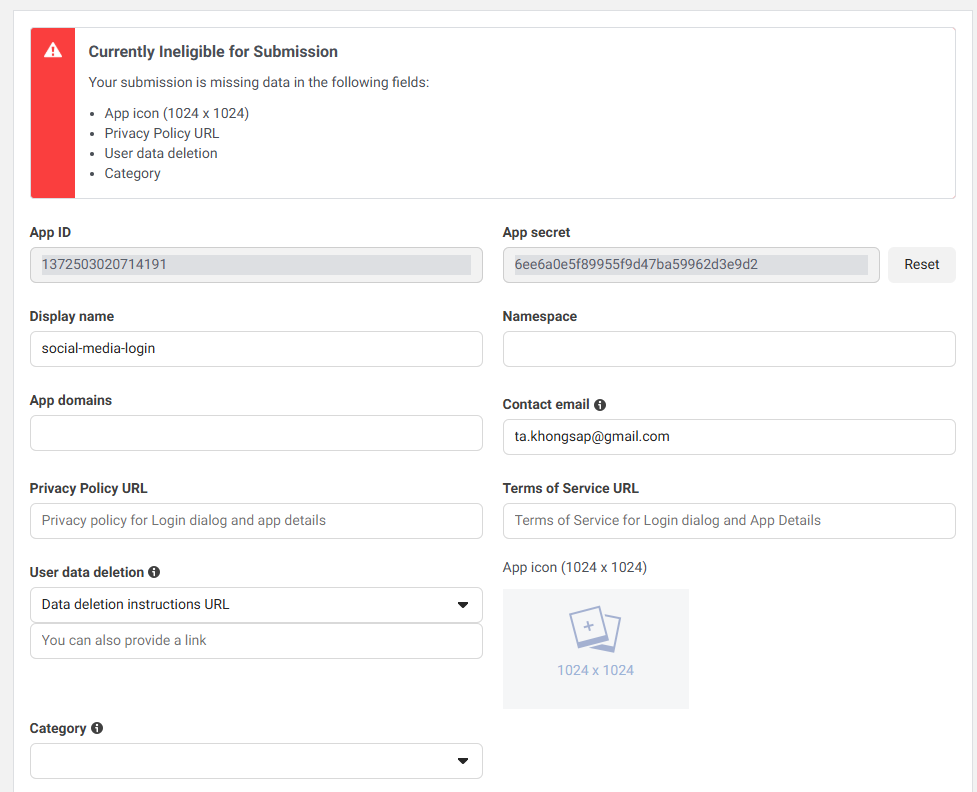 Currently Ineligible for Submission
Your submission is missing data in the following fields:
• App icon (1024 x 1024)
• Privacy Policy URL
• User data deletion
• Category
App ID
1372503020714191
App secret
6ee6a0e5f89955f9d47ba59962d3e9d2
Reset
Display name
social-media-login
Namespace
App domains
Contact email
ta.khongsap@gmail.com
Privacy Policy URL
Privacy policy for Login dialog and app details
Terms of Service URL
Terms of Service for Login dialog and App Details
User data deletion
Data deletion instructions URL
You can also provide a link
App icon (1024 x 1024)
1024 x 1024
Category